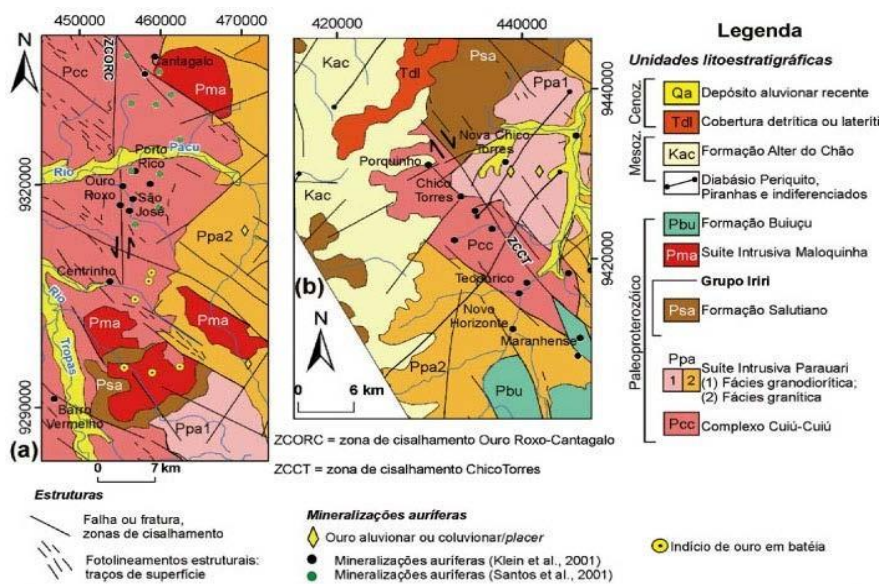 450000 460000 470000
N
9320000
9290000
ZCORC
Cantagalo
Pcc
Pma
Porto
Rico
Pacu
Rio
Ouro
Roxo
São
José
Ppa2
Centrinho
Rio
Pma
Pma
Tropas
Psa
Barro
Vermelho
Ppa1
(a)
450000 0 7 km
420000 440000
9440000
9420000
Kac
Tdl
Psa
Ppa1
Nova Chico
Torres
Porquinho
Kac
Chico
Torres
Pcc
ZCCT
(b)
Teodorico
Novo
Horizonte
Maranhense
N
Ppa2
Pbu
0 6 km
ZCORC = zona de cisalhamento Ouro Roxo-Cantagalo
ZCCT = zona de cisalhamento ChicoTorres
Legenda
Unidades litoestratigráficas
Cenoz.
Qa Depósito aluvionar recente
Tdl Cobertura detrítica ou lateríti
Mesoz.
Kac Formação Alter do Chão
Diabásio Periquito,
Piranhas e indiferenciados
Paleoproterozóico
Pbu Formação Buiuçu
Pma Suíte Intrusiva Maloquinha
Grupo Iriri
Psa Formação Salutiano
Ppa
1 2 Suíte Intrusiva Parauari
(1) Fácies granodiorítica;
(2) Fácies granítica
Pcc Complexo Cuiú-Cuiú
Estruturas
Falha ou fratura,
zonas de cisalhamento
Fotolineamentos estruturais:
traços de superfície
Mineralizações auríferas
Ouro aluvionar ou coluvionar/placer
Mineralizações auríferas (Klein et al., 2001)
Mineralizações auríferas (Santos et al., 2001)
Indício de ouro em batéia